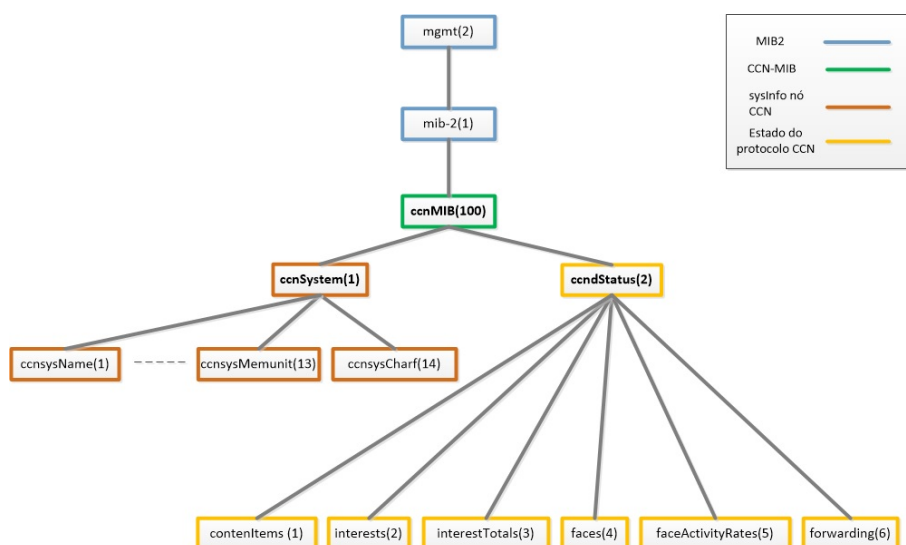 mgmt(2)
mib-2(1)
ccnMIB(100)
ccnSystem(1)
ccndStatus(2)
ccnsysName(1)
ccnsysMemunit(13)
ccnsysCharf(14)
contenItems (1)
interests(2)
interestTotals(3)
faces(4)
faceActivityRates(5)
forwarding(6)
MIB2
CCN-MIB
sysInfo nó
CCN
Estado do
protocolo CCN